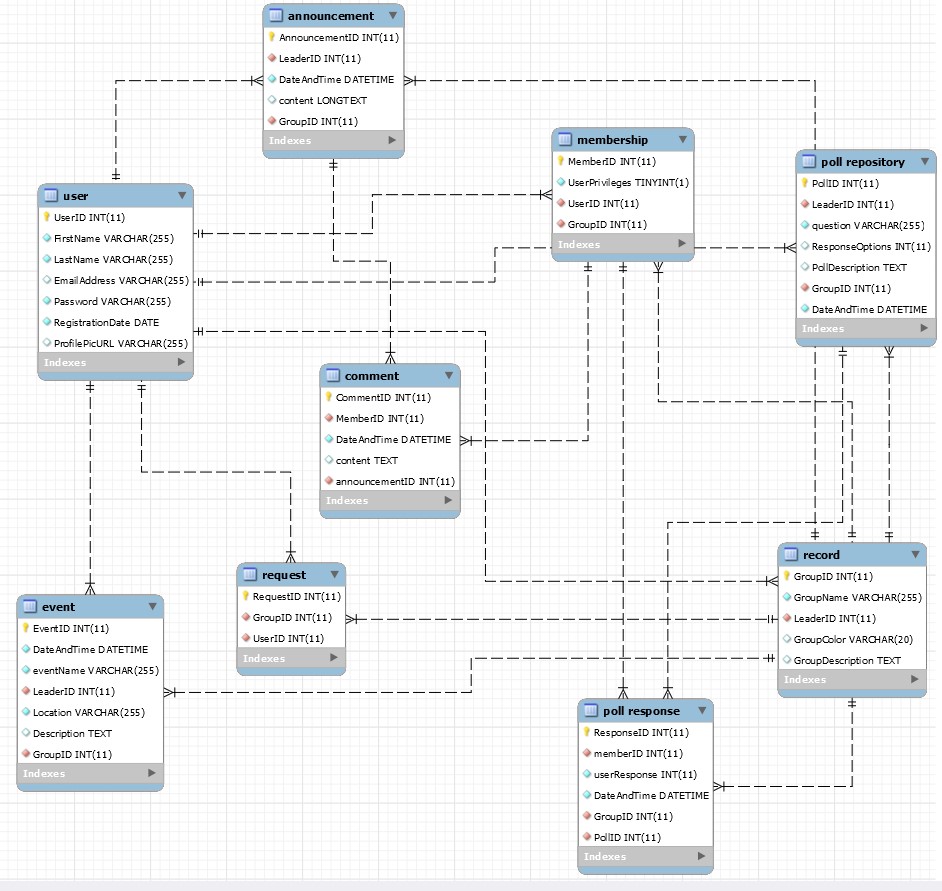 announcement
AnnouncementID INT(11)
LeaderID INT(11)
DateAndTime DATETIME
content LONGTEXT
GroupID INT(11)
Indexes
membership
MemberID INT(11)
UserPrivileges TINYINT(1)
UserID INT(11)
GroupID INT(11)
Indexes
poll repository
PollID INT(11)
LeaderID INT(11)
question VARCHAR(255)
ResponseOptions INT(11)
PollDescription TEXT
GroupID INT(11)
DateAndTime DATETIME
Indexes
user
UserID INT(11)
FirstName VARCHAR(255)
LastName VARCHAR(255)
EmailAddress VARCHAR(255)
Password VARCHAR(255)
RegistrationDate DATE
ProfilePicURL VARCHAR(255)
Indexes
comment
CommentID INT(11)
MemberID INT(11)
DateAndTime DATETIME
content TEXT
announcementID INT(11)
Indexes
request
RequestID INT(11)
GroupID INT(11)
UserID INT(11)
Indexes
record
GroupID INT(11)
GroupName VARCHAR(255)
LeaderID INT(11)
GroupColor VARCHAR(20)
GroupDescription TEXT
Indexes
event
EventID INT(11)
DateAndTime DATETIME
eventName VARCHAR(255)
LeaderID INT(11)
Location VARCHAR(255)
Description TEXT
GroupID INT(11)
Indexes
poll response
ResponseID INT(11)
memberID INT(11)
userResponse INT(11)
DateAndTime DATETIME
GroupID INT(11)
PollID INT(11)
Indexes